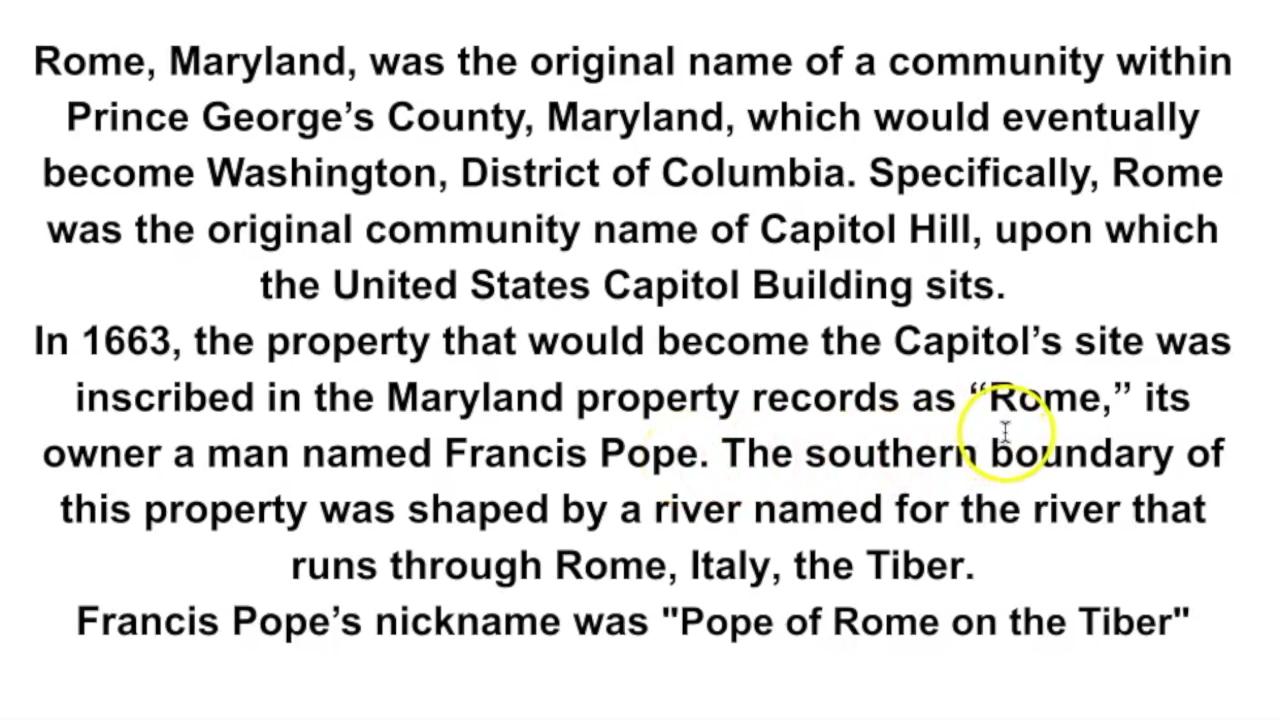 Rome, Maryland, was the original name of a community within
Prince George’s County, Maryland, which would eventually
become Washington, District of Columbia. Specifically, Rome
was the original community name of Capitol Hill, upon which
the United States Capitol Building sits.
In 1663, the property that would become the Capitol’s site was
inscribed in the Maryland property records as “Rome,” its
owner a man named Francis Pope. The southern boundary of
this property was shaped by a river named for the river that
runs through Rome, Italy, the Tiber.
Francis Pope’s nickname was "Pope of Rome on the Tiber"